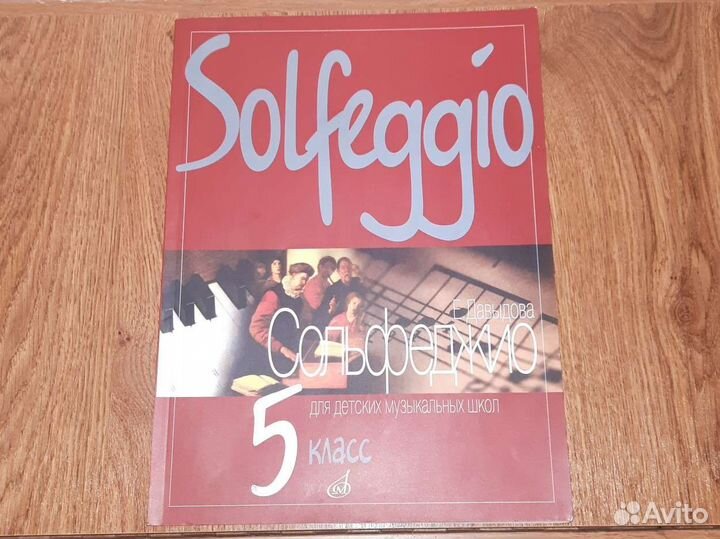 Solfeggio
Е. Давыдова
Сольфеджио
для детских музыкальных школ
5 класс
Avito